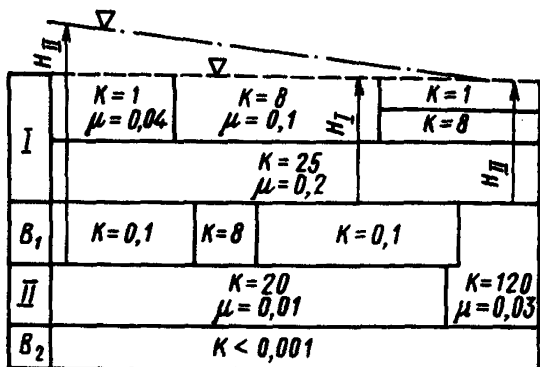 H_II
K = 1
μ = 0,04
K = 8
μ = 0,1
H_I
K = 1
K = 8
I
K = 25
μ = 0,2
H_II
B₁
K = 0,1
K = 8
K = 0,1
II
K = 20
μ = 0,01
K = 120
μ = 0,03
B₂
K < 0,001